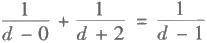 1/(d − 0) + 1/(d + 2) = 1/(d − 1)